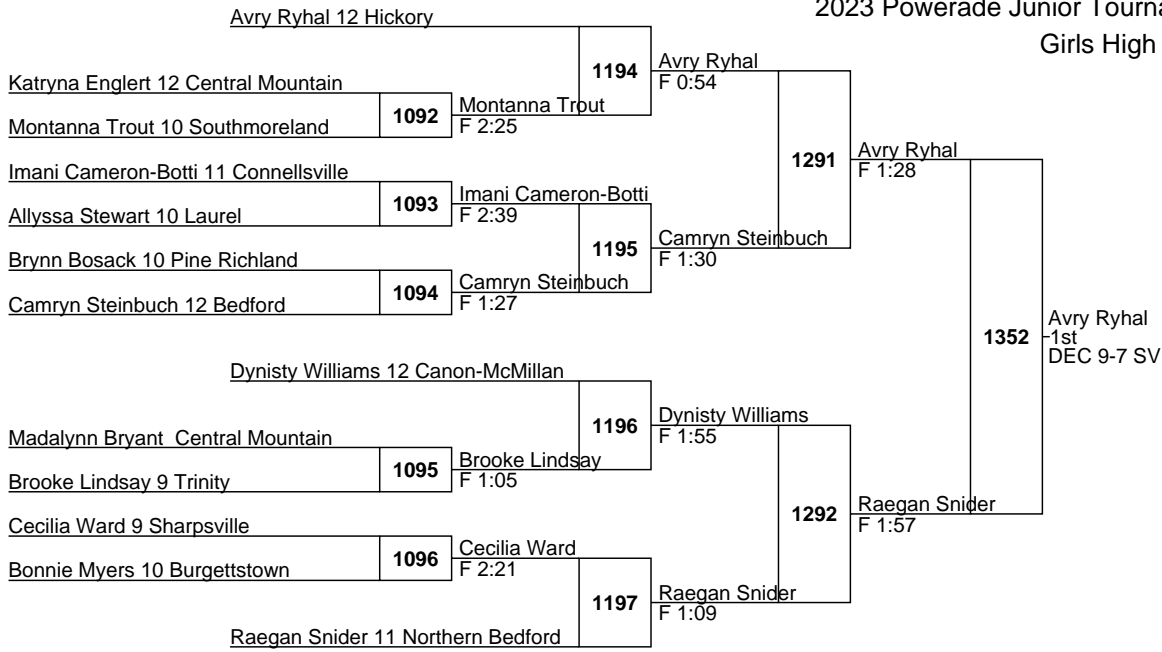 2023 Powerade Junior Tourna
Girls High
Avry Ryhal 12 Hickory
1194
Avry Ryhal
F 0:54
Katryna Englert 12 Central Mountain
1092
Montanna Trout
F 2:25
Montanna Trout 10 Southmoreland
1291
Avry Ryhal
F 1:28
Imani Cameron-Botti 11 Connellsville
1093
Imani Cameron-Botti
F 2:39
Allyssa Stewart 10 Laurel
1195
Camryn Steinbuch
F 1:30
Brynn Bosack 10 Pine Richland
1094
Camryn Steinbuch
F 1:27
Camryn Steinbuch 12 Bedford
1352
Avry Ryhal
1st
DEC 9-7 SV
Dynisty Williams 12 Canon-McMillan
1196
Dynisty Williams
F 1:55
Madalynn Bryant  Central Mountain
1095
Brooke Lindsay
F 1:05
Brooke Lindsay 9 Trinity
1292
Raegan Snider
F 1:57
Cecilia Ward 9 Sharpsville
1096
Cecilia Ward
F 2:21
Bonnie Myers 10 Burgettstown
1197
Raegan Snider
F 1:09
Raegan Snider 11 Northern Bedford